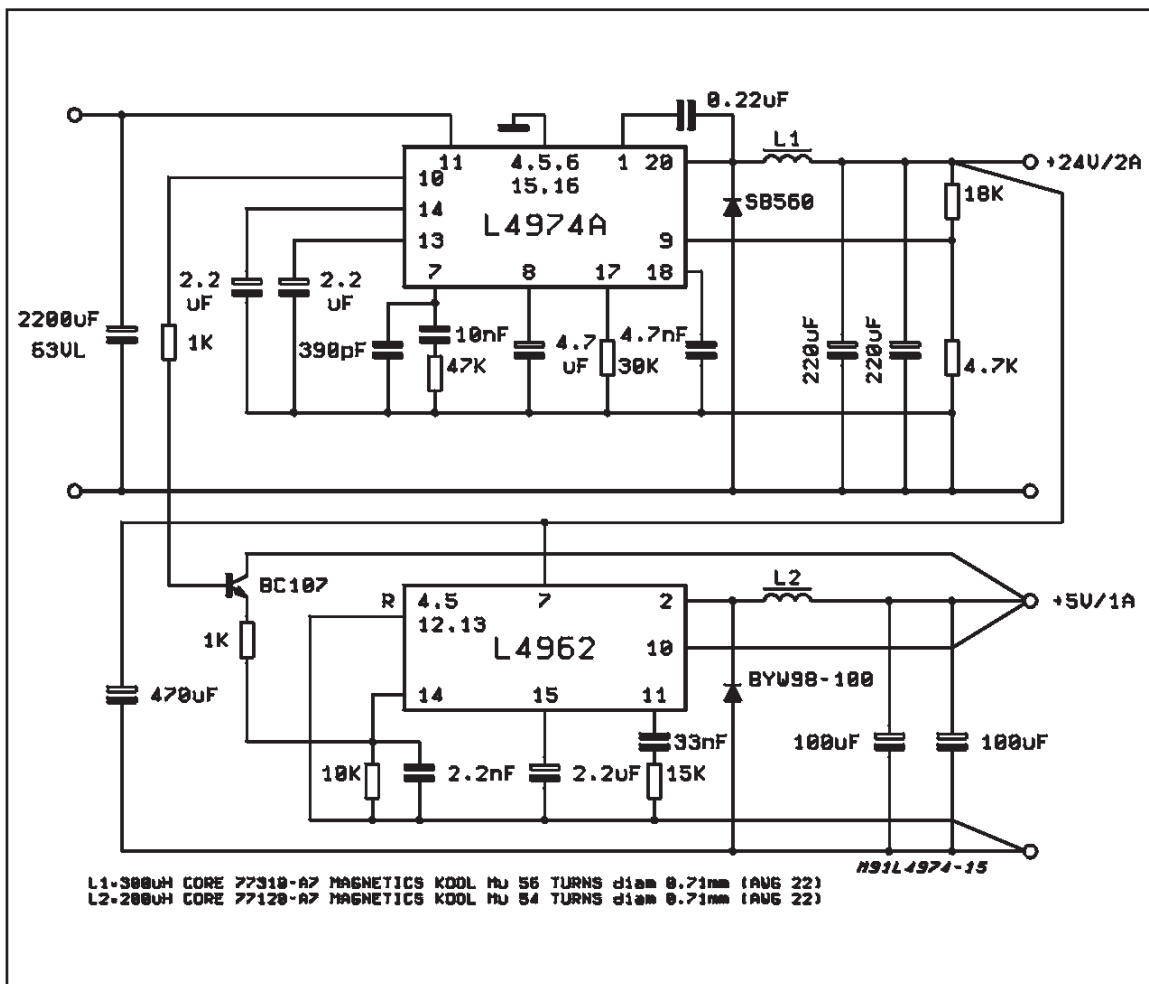 0.22uF
L1
11 4.5.6 1 20
+24V/2A
10 15.16
18K
14 SB560
L4974A
13 9
7 8 17 18
2.2 uF
2.2 uF
2200uF
63VL
1K
390pF
10nF
47K
4.7 uF
30K
4.7nF
220uF
220uF
4.7K
BC107
L2
R 4.5 7 2
+5V/1A
12.13
1K
L4962 10
470uF
14 15 11
BYW98-100
33nF
100uF
100uF
10K
2.2nF
2.2uF
15K
M91L4974-15
L1=300uH CORE 77310-A7 MAGNETICS KOOL Mu 56 TURNS diam 0.71mm (AWG 22)
L2=200uH CORE 77120-A7 MAGNETICS KOOL Mu 54 TURNS diam 0.71mm (AWG 22)